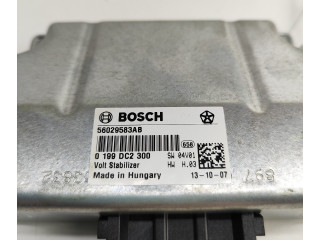 BOSCH
56029583AB
0 199 DC2 300
Volt Stabilizer
Made in Hungary
656
SW 04V01
HW H.03
13-10-07